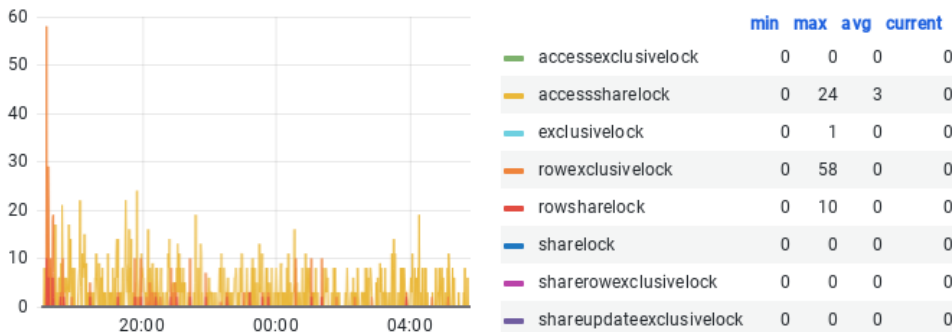 60
50
40
30
20
10
0
20:00 00:00 04:00
min max avg current
accessexclusivelock 0 0 0 0
accesssharelock 0 24 3 0
exclusivelock 0 1 0 0
rowexclusivelock 0 58 0 0
rowsharelock 0 10 0 0
sharelock 0 0 0 0
sharerowexclusivelock 0 0 0 0
shareupdateexclusivelock 0 0 0 0